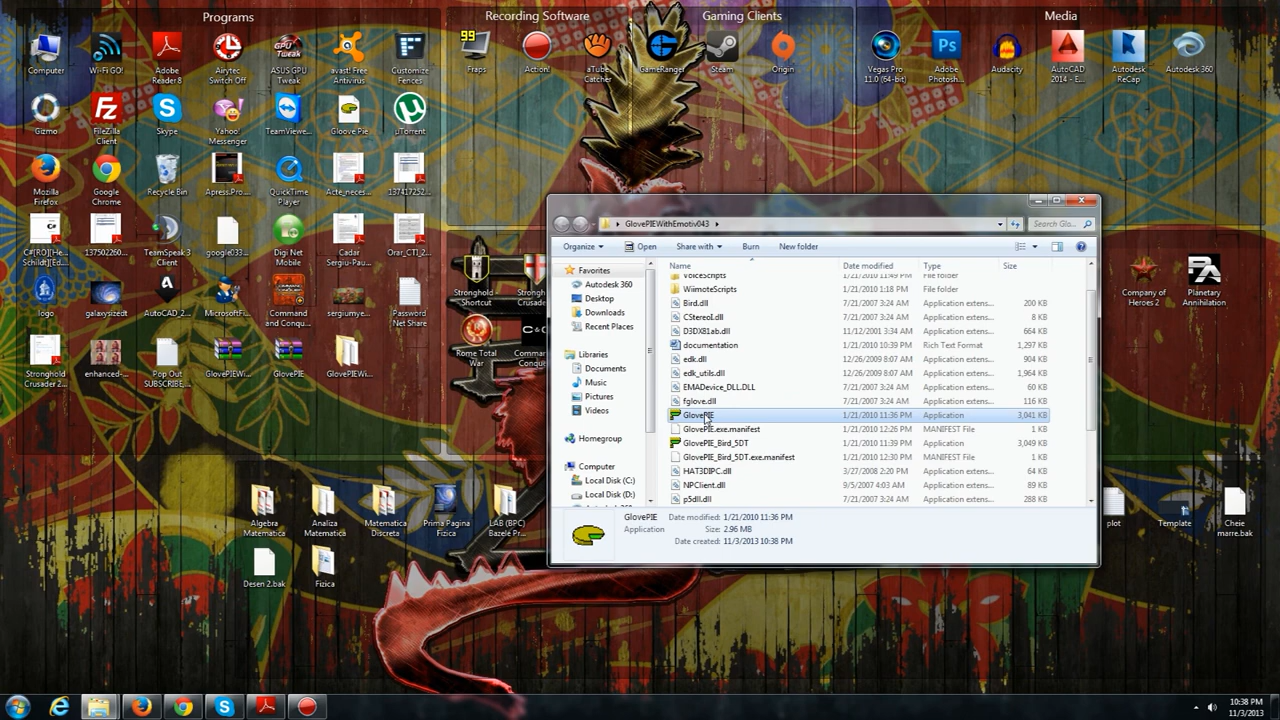 Programs
Recording Software
Gaming Clients
Media
Computer
Wi-Fi GO!
Adobe Reader 8
Airytec Switch Off
ASUS GPU Tweak
avast! Free Antivirus
Customize Fences
99
Fraps
Action!
aTube Catcher
GameRanger
Steam
Origin
Vegas Pro 11.0 (64-bit)
Adobe Photosh...
Audacity
AutoCAD 2014 - E...
Autodesk ReCap
Autodesk 360
Gizmo
FileZilla Client
Skype
Yahoo! Messenger
TeamViewe...
Gloove Pie
µTorrent
Mozilla Firefox
Google Chrome
Recycle Bin
Apress.Pro...
QuickTime Player
Acte_neces...
137417252...
C#[RO][He... Schildt][Ed...
137502260...
TeamSpeak 3 Client
google033...
Digi Net Mobile
Cadar Sergiu-Pau...
Orar_CTI_2...
logo
galaxysizedt
AutoCAD_2...
MicrosoftFi...
Command and Conqu...
sergiumye...
Password Net Share
Stronghold Crusader 2...
enhanced-...
Pop Out SUBSCRIBE...
GlovePIEWi...
GlovePIE
GlovePIEWi...
Stronghold - Shortcut
Rome Total War
Company of Heroes 2
Planetary Annihilation
Algebra Matematica
Analiza Matematica
Matematica Discreta
Prima Pagina Fizica
LAB (BPC) Bazele Pr...
Desen 2.bak
Fizica
plot
Template
Cheie marre.bak
GlovePIEWithEmotiv043
Search Glo...
Organize
Open
Share with
Burn
New folder
Favorites
Autodesk 360
Desktop
Downloads
Recent Places
Libraries
Documents
Music
Pictures
Videos
Homegroup
Computer
Local Disk (C:)
Local Disk (D:)
Name Date modified Type Size
VoiceScripts 1/21/2010 11:49 PM File folder
WiimoteScripts 1/21/2010 1:18 PM File folder
Bird.dll 7/21/2007 3:24 AM Application extens... 200 KB
CStereoI.dll 7/21/2007 3:24 AM Application extens... 8 KB
D3DX81ab.dll 11/12/2001 3:34 AM Application extens... 664 KB
documentation 1/21/2010 10:39 PM Rich Text Format 1,297 KB
edk.dll 12/26/2009 8:07 AM Application extens... 904 KB
edk_utils.dll 12/26/2009 8:07 AM Application extens... 1,964 KB
EMADevice_DLL.DLL 7/21/2007 3:24 AM Application extens... 60 KB
fglove.dll 7/21/2007 3:24 AM Application extens... 116 KB
GlovePIE 1/21/2010 11:36 PM Application 3,041 KB
GlovePIE.exe.manifest 1/21/2010 12:26 PM MANIFEST File 1 KB
GlovePIE_Bird_5DT 1/21/2010 11:39 PM Application 3,049 KB
GlovePIE_Bird_5DT.exe.manifest 1/21/2010 12:30 PM MANIFEST File 1 KB
HAT3DIPC.dll 3/27/2008 2:20 PM Application extens... 64 KB
NPClient.dll 9/5/2007 4:03 AM Application extens... 89 KB
p5dll.dll 7/21/2007 3:24 AM Application extens... 288 KB
GlovePIE Date modified: 1/21/2010 11:36 PM
Application Size: 2.96 MB
Date created: 11/3/2013 10:38 PM
10:38 PM
11/3/2013